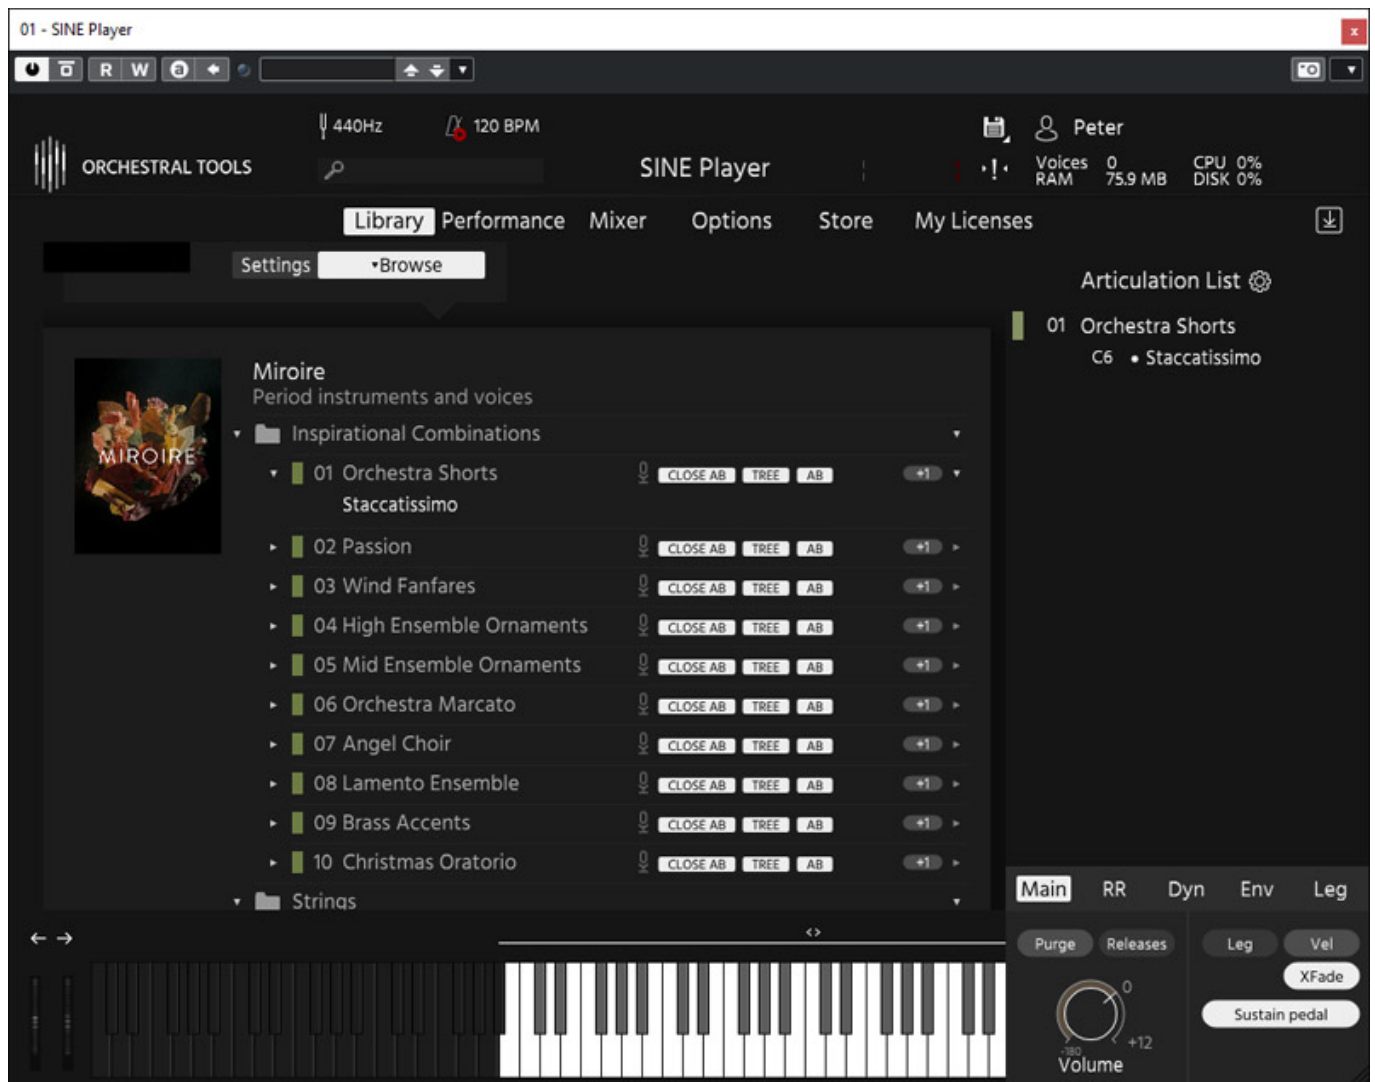 01 - SINE Player
x
R W a
440Hz 120 BPM Peter
ORCHESTRAL TOOLS SINE Player Voices 0 CPU 0%
RAM 75.9 MB DISK 0%
Library Performance Mixer Options Store My Licenses
Settings Browse
Articulation List
01 Orchestra Shorts
C6 • Staccatissimo
MIROIRE
Miroire
Period instruments and voices
Inspirational Combinations
01 Orchestra Shorts CLOSE AB TREE AB +1
Staccatissimo
02 Passion CLOSE AB TREE AB +1
03 Wind Fanfares CLOSE AB TREE AB +1
04 High Ensemble Ornaments CLOSE AB TREE AB +1
05 Mid Ensemble Ornaments CLOSE AB TREE AB +1
06 Orchestra Marcato CLOSE AB TREE AB +1
07 Angel Choir CLOSE AB TREE AB +1
08 Lamento Ensemble CLOSE AB TREE AB +1
09 Brass Accents CLOSE AB TREE AB +1
10 Christmas Oratorio CLOSE AB TREE AB +1
Strings
Main RR Dyn Env Leg
Purge Releases Leg Vel
XFade
Sustain pedal
0
-180 +12
Volume